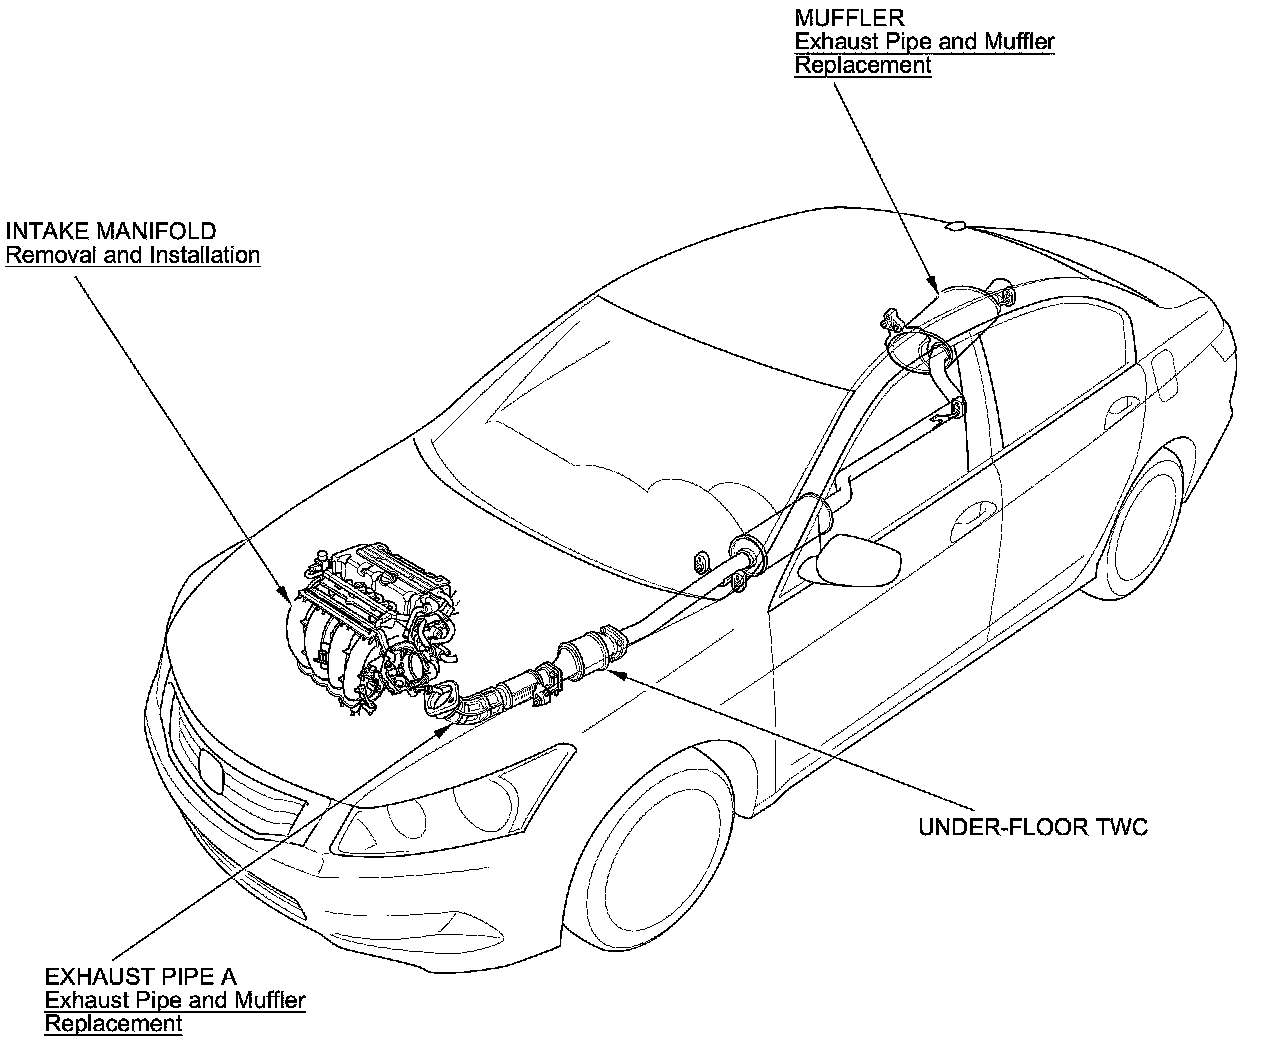 MUFFLER
Exhaust Pipe and Muffler
Replacement
INTAKE MANIFOLD
Removal and Installation
UNDER-FLOOR TWC
EXHAUST PIPE A
Exhaust Pipe and Muffler
Replacement